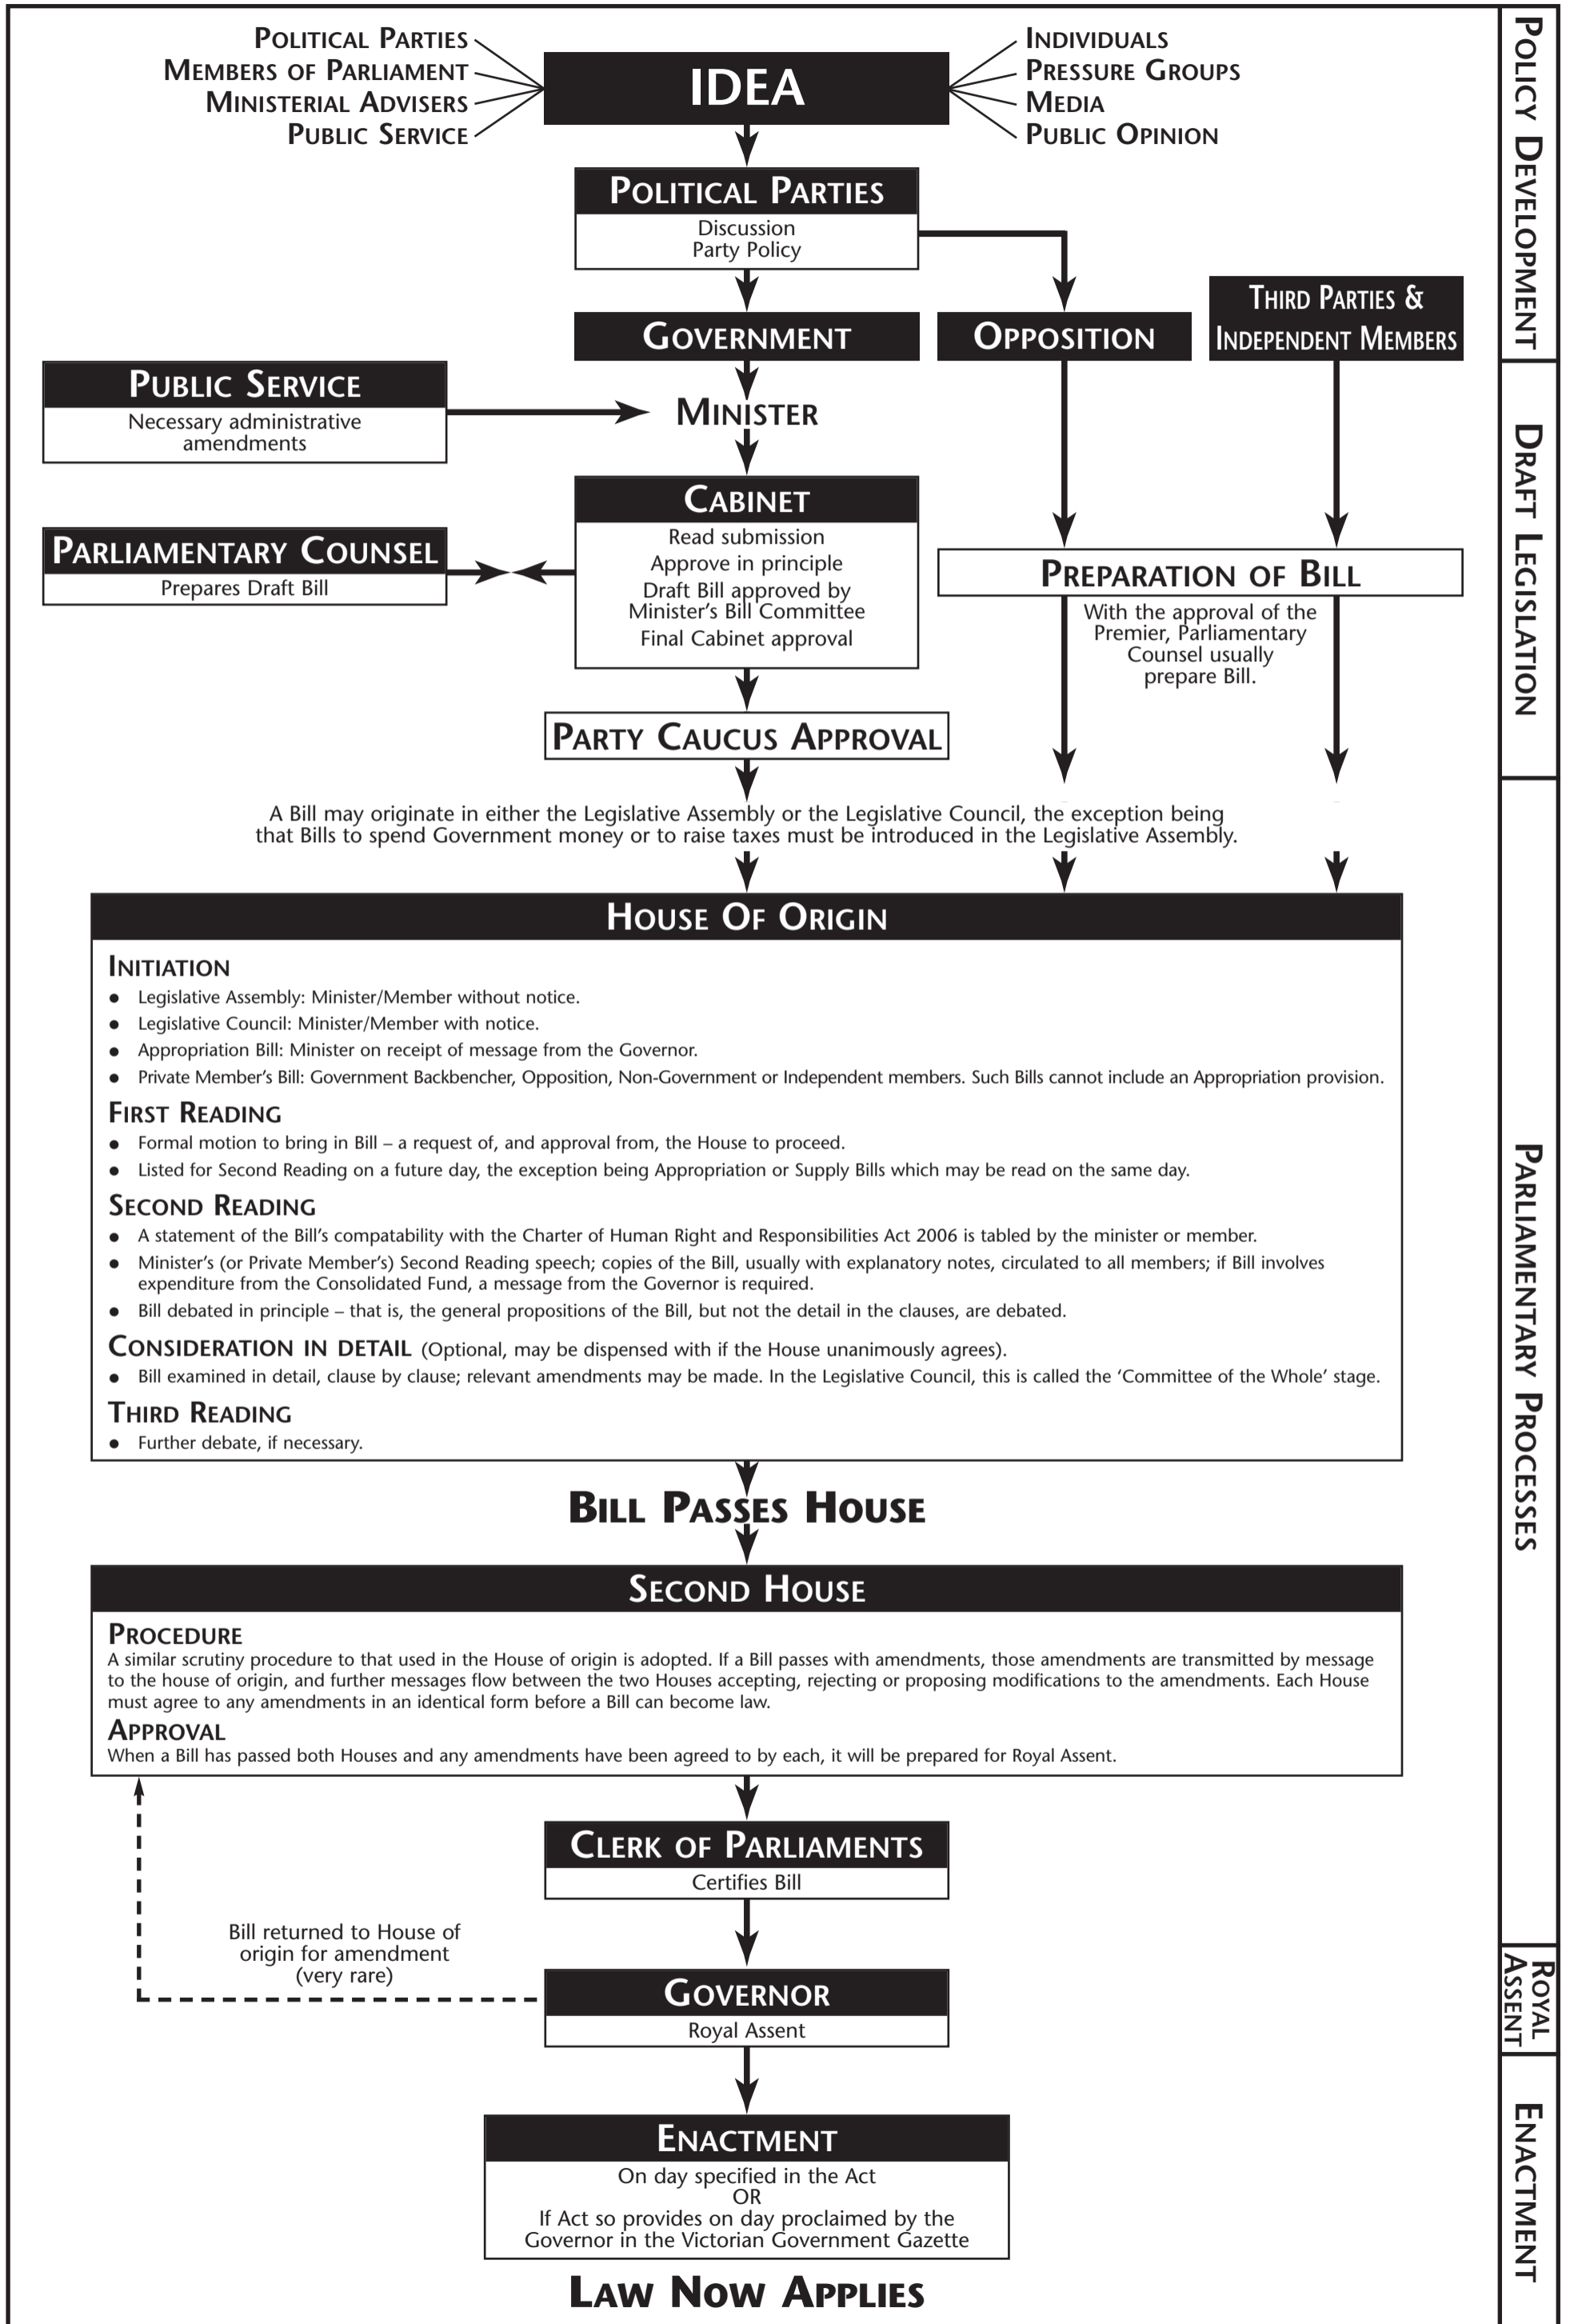 POLITICAL PARTIES
MEMBERS OF PARLIAMENT
MINISTERIAL ADVISERS
PUBLIC SERVICE
IDEA
INDIVIDUALS
PRESSURE GROUPS
MEDIA
PUBLIC OPINION
POLITICAL PARTIES
Discussion
Party Policy
GOVERNMENT
OPPOSITION
THIRD PARTIES &
INDEPENDENT MEMBERS
POLICY DEVELOPMENT
PUBLIC SERVICE
Necessary administrative
amendments
MINISTER
CABINET
Read submission
Approve in principle
Draft Bill approved by
Minister's Bill Committee
Final Cabinet approval
PARLIAMENTARY COUNSEL
Prepares Draft Bill
PREPARATION OF BILL
With the approval of the
Premier, Parliamentary
Counsel usually
prepare Bill.
PARTY CAUCUS APPROVAL
DRAFT LEGISLATION
A Bill may originate in either the Legislative Assembly or the Legislative Council, the exception being
that Bills to spend Government money or to raise taxes must be introduced in the Legislative Assembly.
HOUSE OF ORIGIN
INITIATION
• Legislative Assembly: Minister/Member without notice.
• Legislative Council: Minister/Member with notice.
• Appropriation Bill: Minister on receipt of message from the Governor.
• Private Member's Bill: Government Backbencher, Opposition, Non-Government or Independent members. Such Bills cannot include an Appropriation provision.
FIRST READING
• Formal motion to bring in Bill – a request of, and approval from, the House to proceed.
• Listed for Second Reading on a future day, the exception being Appropriation or Supply Bills which may be read on the same day.
SECOND READING
• A statement of the Bill's compatability with the Charter of Human Right and Responsibilities Act 2006 is tabled by the minister or member.
• Minister's (or Private Member's) Second Reading speech; copies of the Bill, usually with explanatory notes, circulated to all members; if Bill involves
expenditure from the Consolidated Fund, a message from the Governor is required.
• Bill debated in principle – that is, the general propositions of the Bill, but not the detail in the clauses, are debated.
CONSIDERATION IN DETAIL (Optional, may be dispensed with if the House unanimously agrees).
• Bill examined in detail, clause by clause; relevant amendments may be made. In the Legislative Council, this is called the 'Committee of the Whole' stage.
THIRD READING
• Further debate, if necessary.
BILL PASSES HOUSE
SECOND HOUSE
PROCEDURE
A similar scrutiny procedure to that used in the House of origin is adopted. If a Bill passes with amendments, those amendments are transmitted by message
to the house of origin, and further messages flow between the two Houses accepting, rejecting or proposing modifications to the amendments. Each House
must agree to any amendments in an identical form before a Bill can become law.
APPROVAL
When a Bill has passed both Houses and any amendments have been agreed to by each, it will be prepared for Royal Assent.
CLERK OF PARLIAMENTS
Certifies Bill
PARLIAMENTARY PROCESSES
Bill returned to House of
origin for amendment
(very rare)
GOVERNOR
Royal Assent
ROYAL
ASSENT
ENACTMENT
On day specified in the Act
OR
If Act so provides on day proclaimed by the
Governor in the Victorian Government Gazette
LAW NOW APPLIES
ENACTMENT